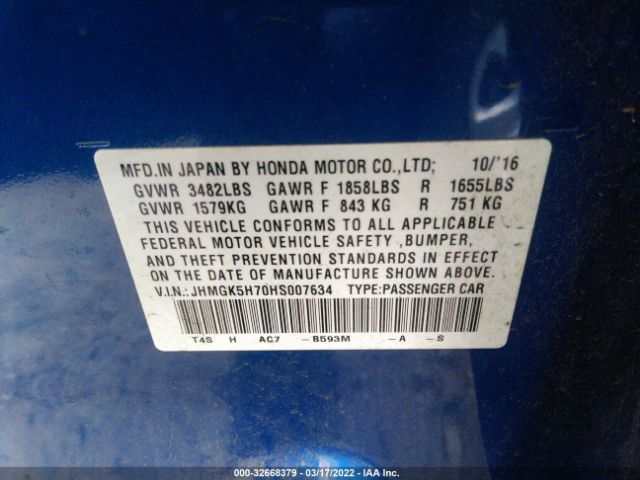 MFD.IN JAPAN BY HONDA MOTOR CO.,LTD; 10/'16
GVWR 3482LBS GAWR F 1858LBS R 1655LBS
GVWR 1579KG GAWR F 843 KG R 751 KG
THIS VEHICLE CONFORMS TO ALL APPLICABLE
FEDERAL MOTOR VEHICLE SAFETY ,BUMPER,
AND THEFT PREVENTION STANDARDS IN EFFECT
ON THE DATE OF MANUFACTURE SHOWN ABOVE.
V.I.N.:JHMGK5H70HS007634 TYPE:PASSENGER CAR
T4S H AC7 -B593M -A -S
000-32668379 - 03/17/2022 - IAA Inc.